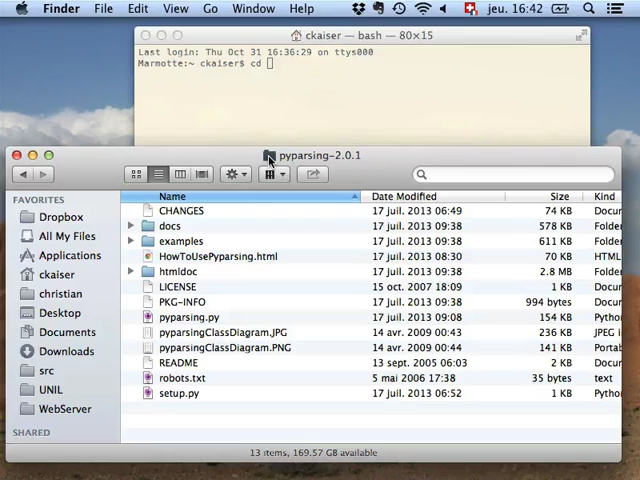 Finder File Edit View Go Window Help jeu. 16:42
ckaiser — bash — 80×15
Last login: Thu Oct 31 16:36:29 on ttys000
Marmotte:~ ckaiser$ cd
pyparsing-2.0.1
FAVORITES
Dropbox
All My Files
Applications
ckaiser
christian
Desktop
Documents
Downloads
src
UNIL
WebServer
SHARED
Name Date Modified Size Kind
CHANGES 17 juil. 2013 06:49 74 KB Docur
docs 17 juil. 2013 09:38 578 KB Folder
examples 17 juil. 2013 09:38 611 KB Folder
HowToUsePyparsing.html 17 juil. 2013 08:30 70 KB HTML
htmldoc 17 juil. 2013 09:38 2.8 MB Folder
LICENSE 15 oct. 2007 18:09 1 KB Docur
PKG-INFO 17 juil. 2013 09:38 994 bytes Docur
pyparsing.py 17 juil. 2013 09:08 154 KB Pytho
pyparsingClassDiagram.JPG 14 avr. 2009 00:43 236 KB JPEG i
pyparsingClassDiagram.PNG 14 avr. 2009 00:44 141 KB Porta
README 13 sept. 2005 06:03 2 KB Docur
robots.txt 5 mai 2006 17:38 35 bytes text
setup.py 17 juil. 2013 06:52 1 KB Pytho
13 items, 169.57 GB available